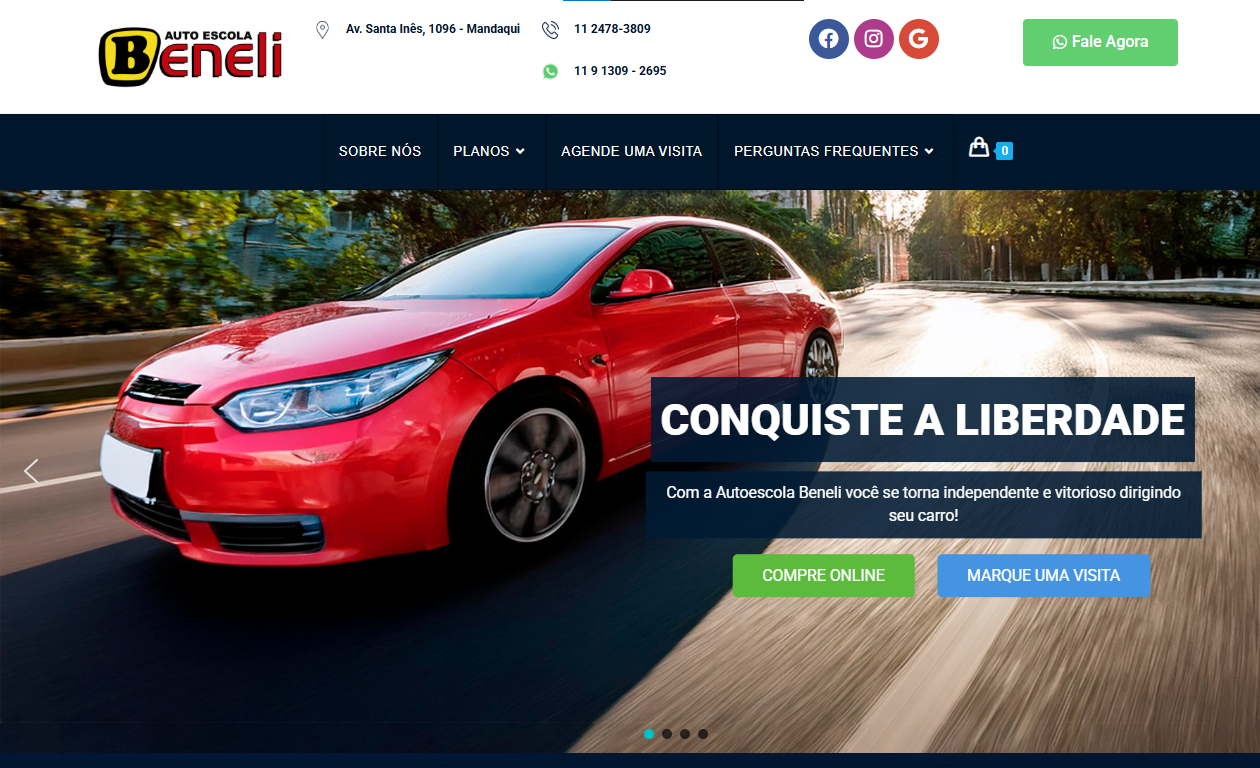 AUTO ESCOLA
Beneli
Av. Santa Inês, 1096 - Mandaqui
11 2478-3809
11 9 1309 - 2695
Fale Agora
SOBRE NÓS
PLANOS
AGENDE UMA VISITA
PERGUNTAS FREQUENTES
0
CONQUISTE A LIBERDADE
Com a Autoescola Beneli você se torna independente e vitorioso dirigindo
seu carro!
COMPRE ONLINE
MARQUE UMA VISITA